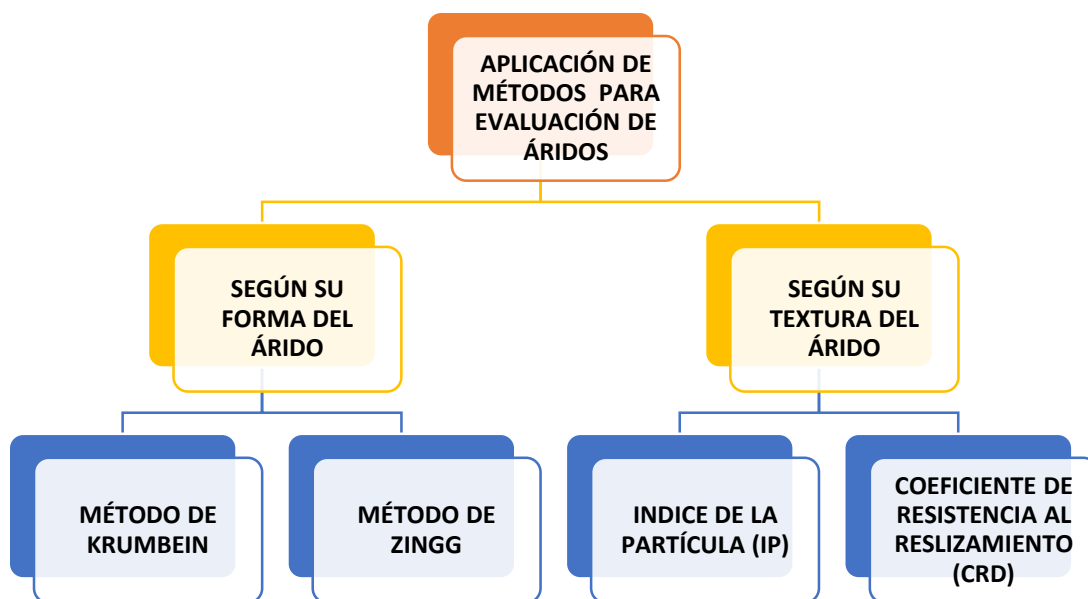 APLICACIÓN DE
MÉTODOS PARA
EVALUACIÓN DE
ÁRIDOS
SEGÚN SU
FORMA DEL
ÁRIDO
SEGÚN SU
TEXTURA DEL
ÁRIDO
MÉTODO DE
KRUMBEIN
MÉTODO DE
ZINGG
INDICE DE LA
PARTÍCULA (IP)
COEFICIENTE DE
RESISTENCIA AL
RESLIZAMIENTO
(CRD)